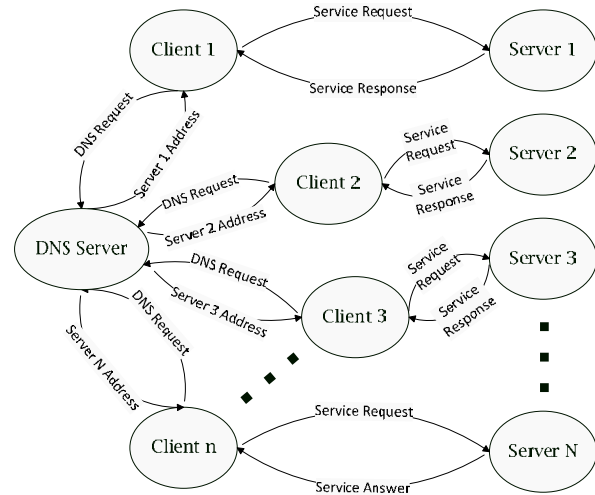 Service Request
Client 1
Server 1
Service Response
DNS Request
Server 1 Address
Service
Request
Server 2
DNS Request
Client 2
Service
Response
Server 2 Address
DNS Server
DNS Request
Service
Request
Server 3
Server 3 Address
Client 3
Service
Response
DNS Request
Server N Address
Service Request
Client n
Server N
Service Answer